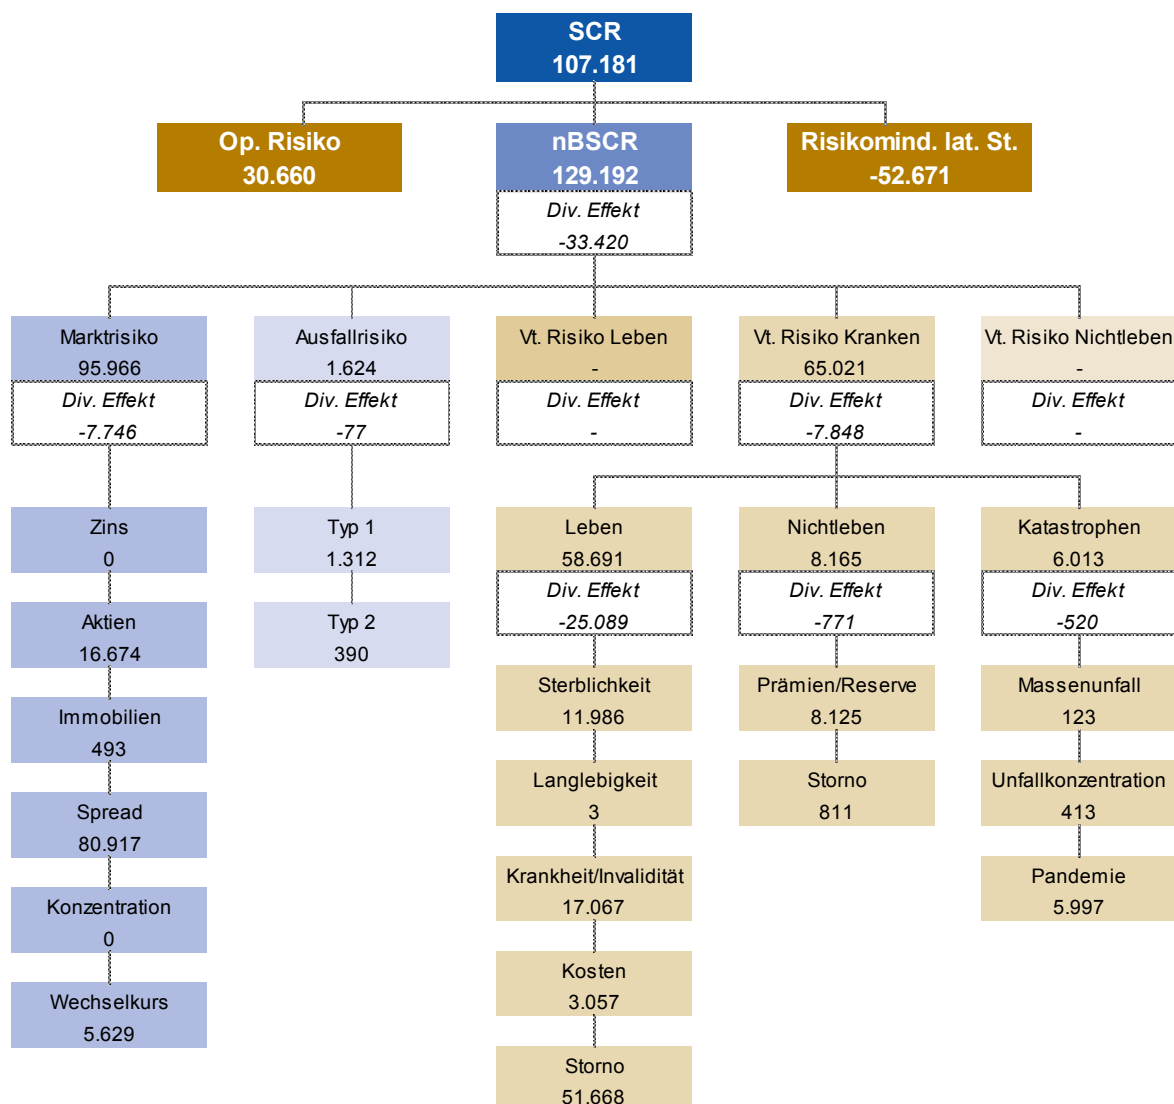 SCR
107.181
Op. Risiko
30.660
nBSCR
129.192
Risikomind. lat. St.
-52.671
Div. Effekt
-33.420
Marktrisiko
95.966
Div. Effekt
-7.746
Ausfallrisiko
1.624
Div. Effekt
-77
Vt. Risiko Leben
-
Div. Effekt
-
Vt. Risiko Kranken
65.021
Div. Effekt
-7.848
Vt. Risiko Nichtleben
-
Div. Effekt
-
Zins
0
Aktien
16.674
Immobilien
493
Spread
80.917
Konzentration
0
Wechselkurs
5.629
Typ 1
1.312
Typ 2
390
Leben
58.691
Div. Effekt
-25.089
Sterblichkeit
11.986
Langlebigkeit
3
Krankheit/Invalidität
17.067
Kosten
3.057
Storno
51.668
Nichtleben
8.165
Div. Effekt
-771
Prämien/Reserve
8.125
Storno
811
Katastrophen
6.013
Div. Effekt
-520
Massenunfall
123
Unfallkonzentration
413
Pandemie
5.997